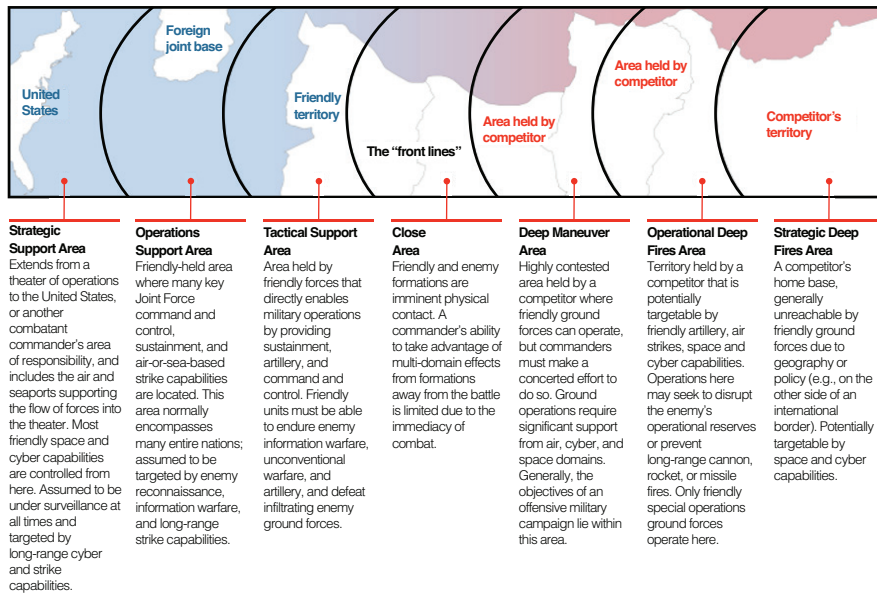 United
States
Foreign
joint base
Friendly
territory
The “front lines”
Area held by
competitor
Area held by
competitor
Competitor’s
territory
Strategic
Support Area
Extends from a
theater of operations
to the United States,
or another
combatant
commander’s area
of responsibility, and
includes the air and
seaports supporting
the flow of forces into
the theater. Most
friendly space and
cyber capabilities
are controlled from
here. Assumed to be
under surveillance at
all times and
targeted by
long-range cyber
and strike
capabilities.
Operations
Support Area
Friendly-held area
where many key
Joint Force
command and
control,
sustainment, and
air-or-sea-based
strike capabilities
are located. This
area normally
encompasses
many entire nations;
assumed to be
targeted by enemy
reconnaissance,
information warfare,
and long-range
strike capabilities.
Tactical Support
Area
Area held by
friendly forces that
directly enables
military operations
by providing
sustainment,
artillery, and
command and
control. Friendly
units must be able
to endure enemy
information warfare,
unconventional
warfare, and
artillery, and defeat
infiltrating enemy
ground forces.
Close
Area
Friendly and enemy
formations are
imminent physical
contact. A
commander’s ability
to take advantage of
multi-domain effects
from formations
away from the battle
is limited due to the
immediacy of
combat.
Deep Maneuver
Area
Highly contested
area held by a
competitor where
friendly ground
forces can operate,
but commanders
must make a
concerted effort to
do so. Ground
operations require
significant support
from air, cyber, and
space domains.
Generally, the
objectives of an
offensive military
campaign lie within
this area.
Operational Deep
Fires Area
Territory held by a
competitor that is
potentially
targetable by
friendly artillery, air
strikes, space and
cyber capabilities.
Operations here
may seek to disrupt
the enemy’s
operational reserves
or prevent
long-range cannon,
rocket, or missile
fires. Only friendly
special operations
ground forces
operate here.
Strategic Deep
Fires Area
A competitor’s
home base,
generally
unreachable by
friendly ground
forces due to
geography or
policy (e.g., on the
other side of an
international
border). Potentially
targetable by
space and cyber
capabilities.